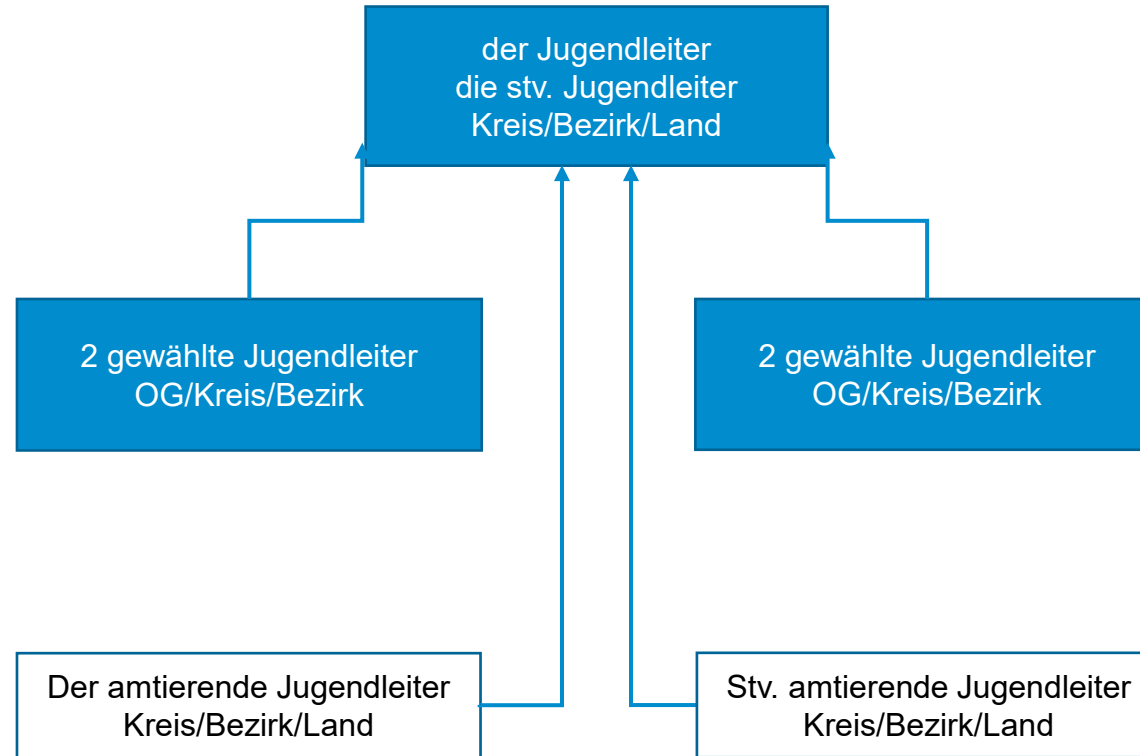 der Jugendleiter
die stv. Jugendleiter
Kreis/Bezirk/Land
2 gewählte Jugendleiter
OG/Kreis/Bezirk
2 gewählte Jugendleiter
OG/Kreis/Bezirk
Der amtierende Jugendleiter
Kreis/Bezirk/Land
Stv. amtierende Jugendleiter
Kreis/Bezirk/Land